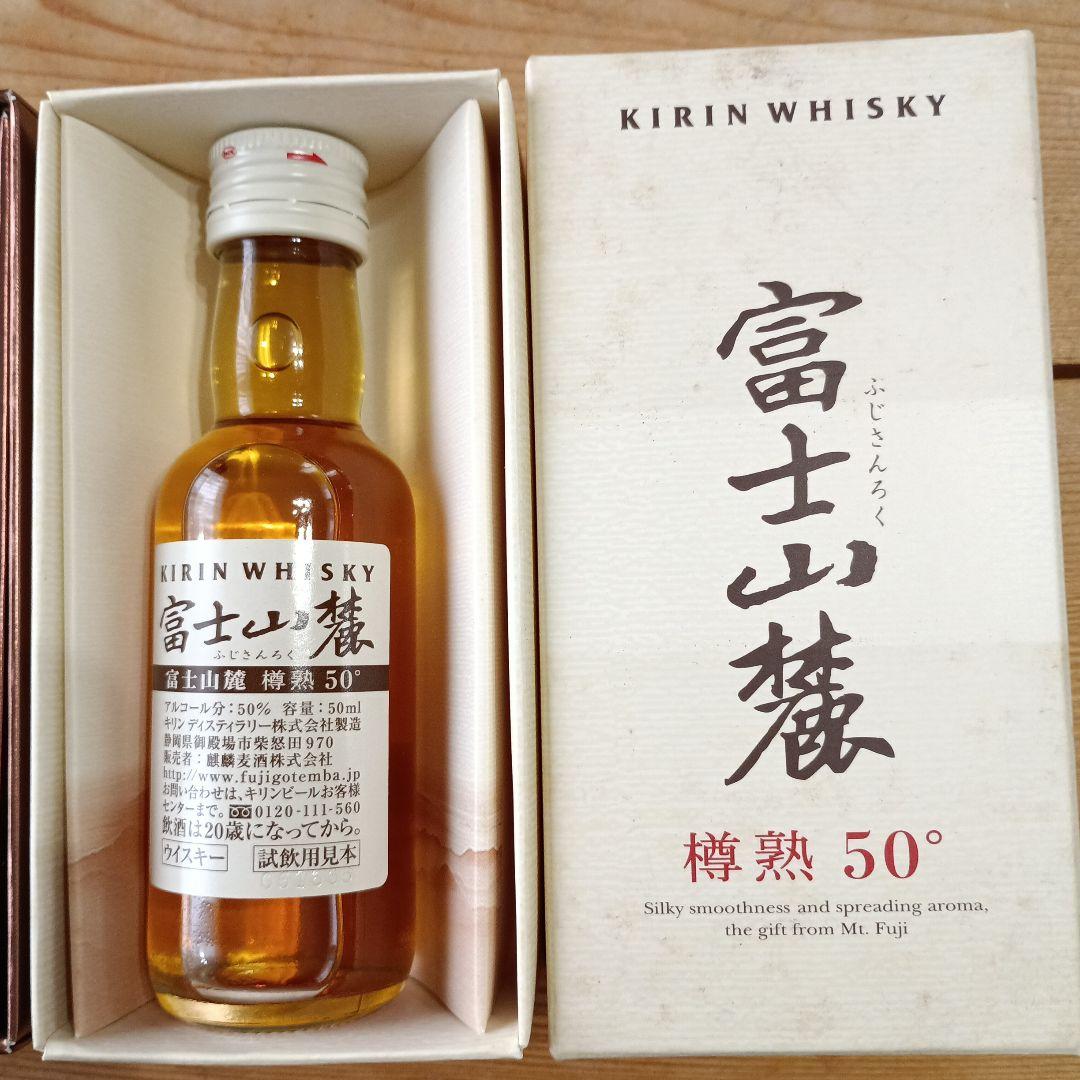 KIRIN WHISKY
富士山麓
ふじさんろく
富士山麓 樽熟 50°
アルコール分:50% 容量:50ml
キリンディスティラリー株式会社製造
静岡県御殿場市柴怒田970
販売者:麒麟麦酒株式会社
http://www.fujigotemba.jp
お問い合わせは、キリンビールお客様
センターまで。0120-111-560
飲酒は20歳になってから。
ウイスキー 試飲用見本
KIRIN WHISKY
富士山麓
ふじさんろく
樽熟 50°
Silky smoothness and spreading aroma,
the gift from Mt. Fuji